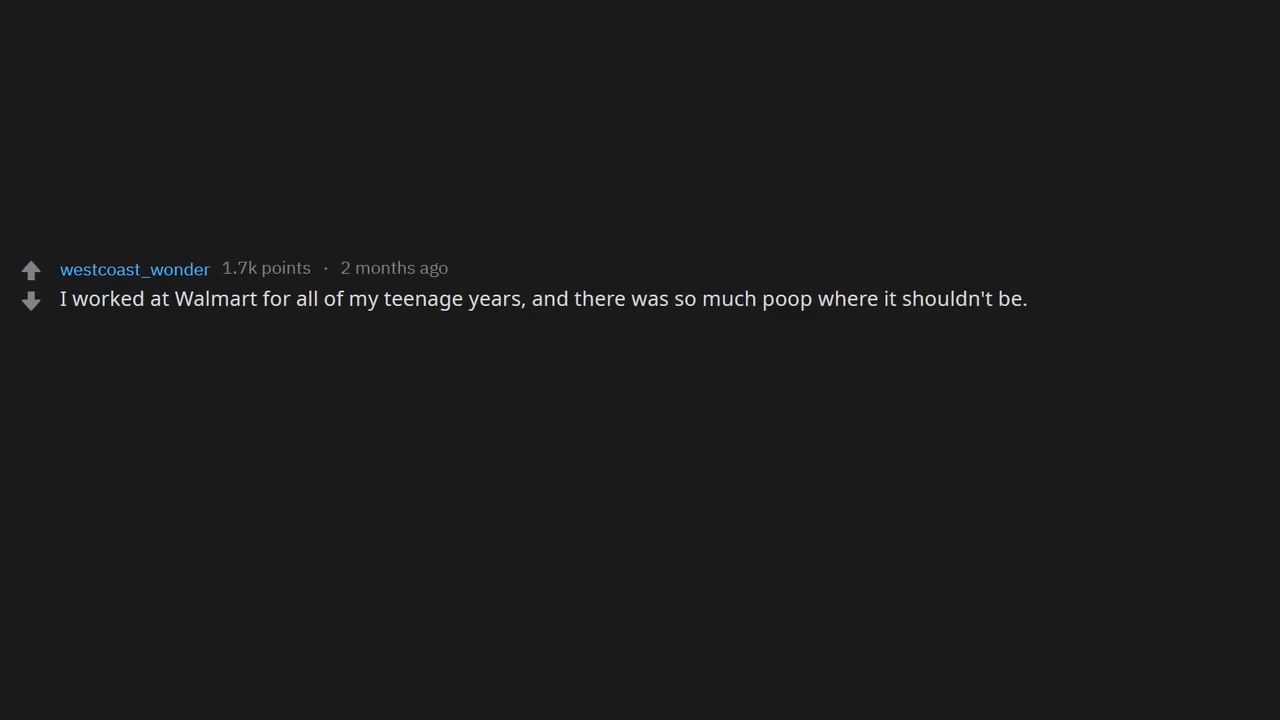 westcoast_wonder 1.7k points · 2 months ago
I worked at Walmart for all of my teenage years, and there was so much poop where it shouldn't be.